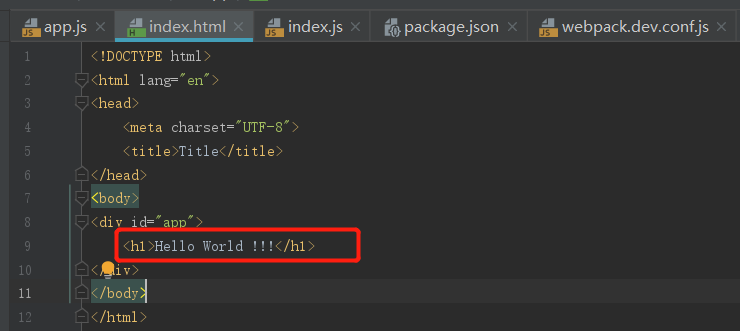 app.js index.html index.js package.json webpack.dev.conf.js
1 <!DOCTYPE html>
2 <html lang="en">
3 <head>
4 <meta charset="UTF-8">
5 <title>Title</title>
6 </head>
7 <body>
8 <div id="app">
9 <h1>Hello World !!!</h1>
10 </div>
11 </body>
12 </html>